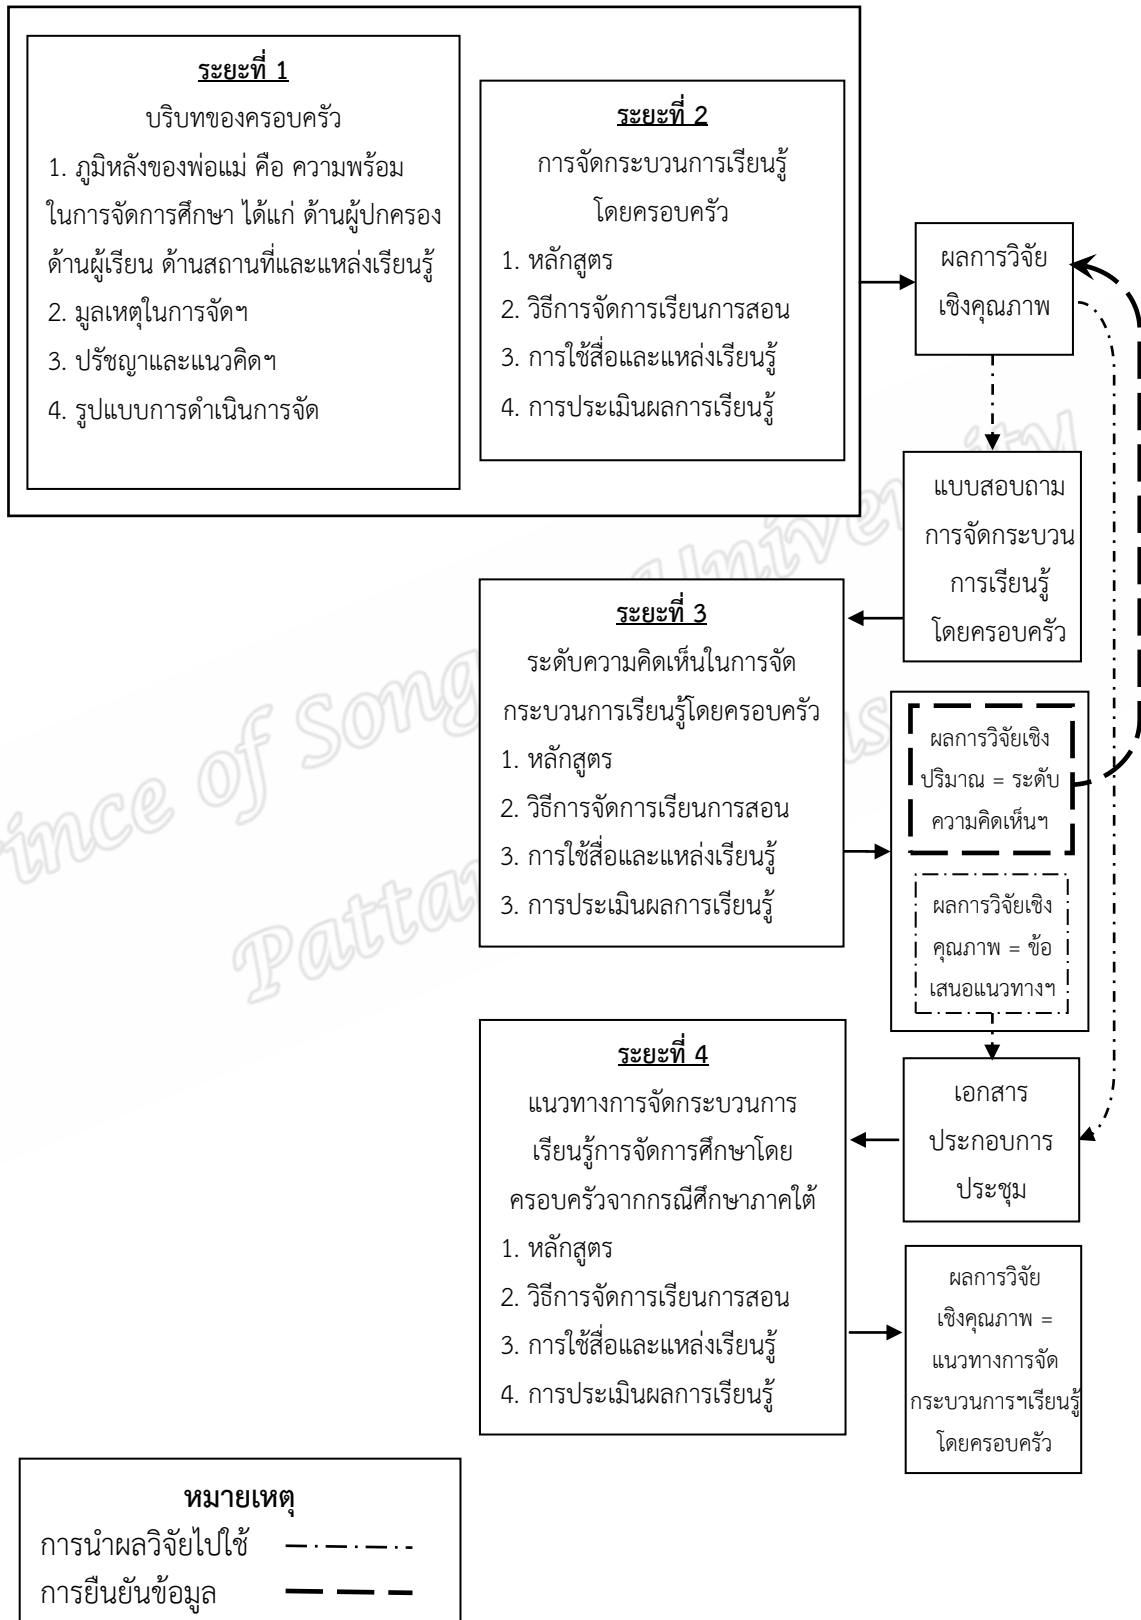 ระยะที่ 1
บริบทของครอบครัว
1. ภูมิหลังของพ่อแม่ คือ ความพร้อม
ในการจัดการศึกษา ได้แก่ ด้านผู้ปกครอง
ด้านผู้เรียน ด้านสถานที่และแหล่งเรียนรู้
2. มูลเหตุในการจัดฯ
3. ปรัชญาและแนวคิดฯ
4. รูปแบบการดำเนินการจัด
ระยะที่ 2
การจัดกระบวนการเรียนรู้
โดยครอบครัว
1. หลักสูตร
2. วิธีการจัดการเรียนการสอน
3. การใช้สื่อและแหล่งเรียนรู้
4. การประเมินผลการเรียนรู้
ผลการวิจัย
เชิงคุณภาพ
แบบสอบถาม
การจัดกระบวน
การเรียนรู้
โดยครอบครัว
ระยะที่ 3
ระดับความคิดเห็นในการจัด
กระบวนการเรียนรู้โดยครอบครัว
1. หลักสูตร
2. วิธีการจัดการเรียนการสอน
3. การใช้สื่อและแหล่งเรียนรู้
3. การประเมินผลการเรียนรู้
ผลการวิจัยเชิง
ปริมาณ = ระดับ
ความคิดเห็นฯ
ผลการวิจัยเชิง
คุณภาพ = ข้อ
เสนอแนวทางฯ
เอกสาร
ประกอบการ
ประชุม
ระยะที่ 4
แนวทางการจัดกระบวนการ
เรียนรู้การจัดการศึกษาโดย
ครอบครัวจากกรณีศึกษาภาคใต้
1. หลักสูตร
2. วิธีการจัดการเรียนการสอน
3. การใช้สื่อและแหล่งเรียนรู้
4. การประเมินผลการเรียนรู้
ผลการวิจัย
เชิงคุณภาพ =
แนวทางการจัด
กระบวนการฯเรียนรู้
โดยครอบครัว
หมายเหตุ
การนำผลวิจัยไปใช้
การยืนยันข้อมูล